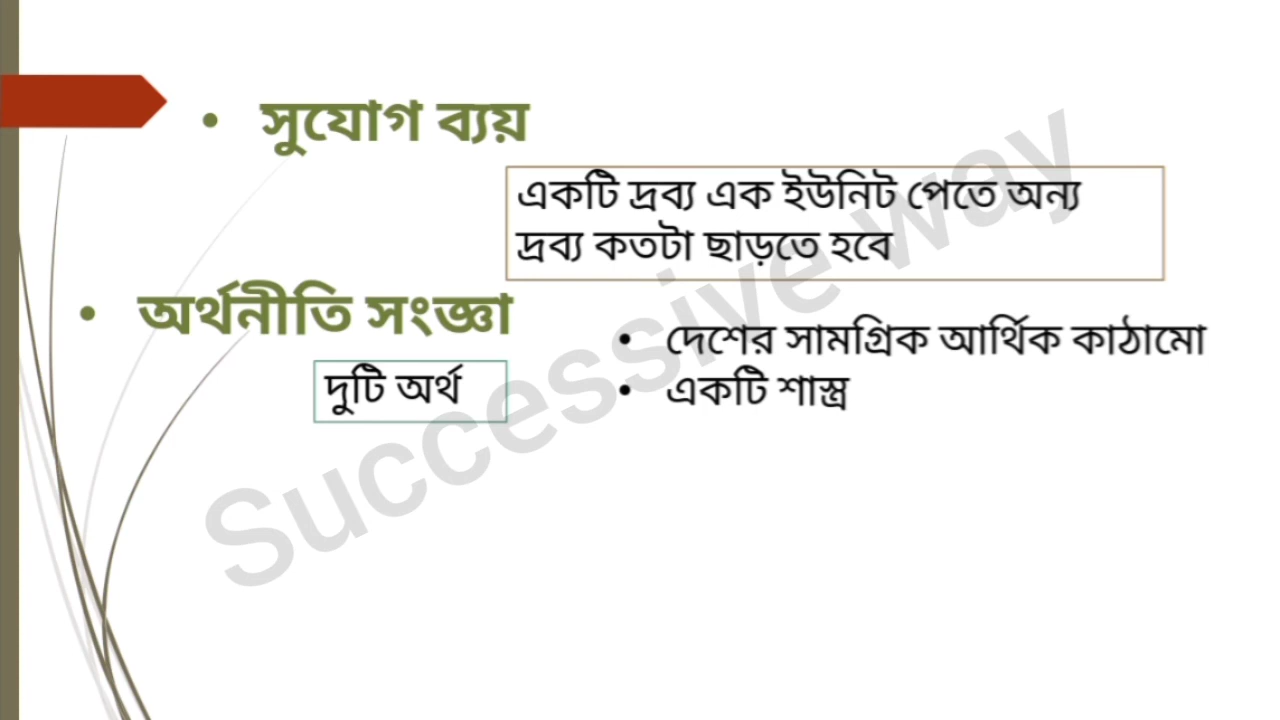 • সুযোগ ব্যয়
একটি দ্রব্য এক ইউনিট পেতে অন্য
দ্রব্য কতটা ছাড়তে হবে
• অর্থনীতি সংজ্ঞা
দুটি অর্থ
• দেশের সামগ্রিক আর্থিক কাঠামো
• একটি শাস্ত্র
Successive way